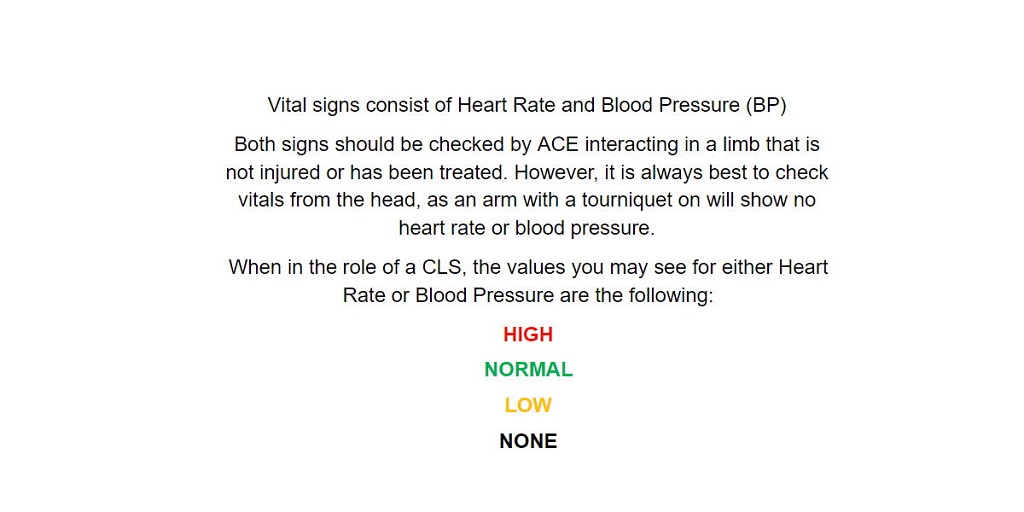 Vital signs consist of Heart Rate and Blood Pressure (BP)
Both signs should be checked by ACE interacting in a limb that is
not injured or has been treated. However, it is always best to check
vitals from the head, as an arm with a tourniquet on will show no
heart rate or blood pressure.
When in the role of a CLS, the values you may see for either Heart
Rate or Blood Pressure are the following:
HIGH
NORMAL
LOW
NONE